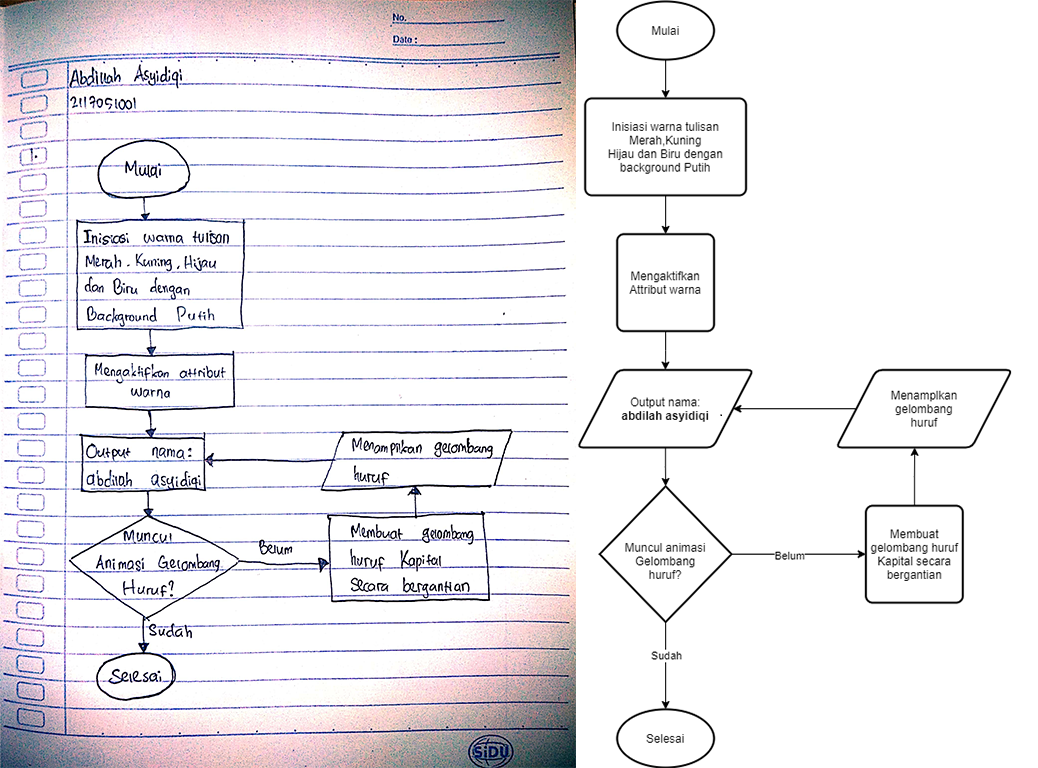 No.
Date :
Abdillah Asyidiqi
2117051001
1.
Mulai
Inisiasi warna tulisan
Merah. Kuning, Hijau
dan Biru dengan
Background Putih
Mengaktifkan attribut
warna
Output nama:
abdilah asyidiqi
Menampilkan gelombang
huruf
Muncul
Animasi Gelombang
Huruf?
Belum
Membuat gelombang
huruf Kapital
secara bergantian
Sudah
Selesai
SiDU
Mulai
Inisiasi warna tulisan
Merah,Kuning
Hijau dan Biru dengan
background Putih
Mengaktifkan
Attribut warna
Output nama:
abdilah asyidiqi
Menamplkan
gelombang
huruf
Muncul animasi
Gelombang
huruf?
Belum
Membuat
gelombang huruf
Kapital secara
bergantian
Sudah
Selesai